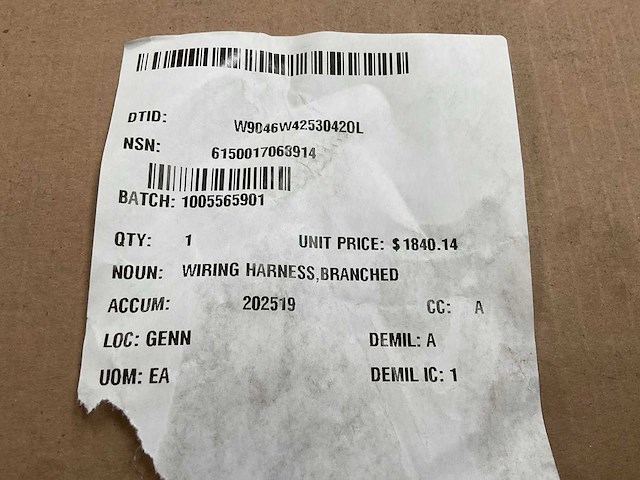 DTID: W9046W42530420L
NSN: 6150017063914
BATCH: 1005565901
QTY: 1 UNIT PRICE: $1840.14
NOUN: WIRING HARNESS,BRANCHED
ACCUM: 202519 CC: A
LOC: GENN DEMIL: A
UOM: EA DEMIL IC: 1